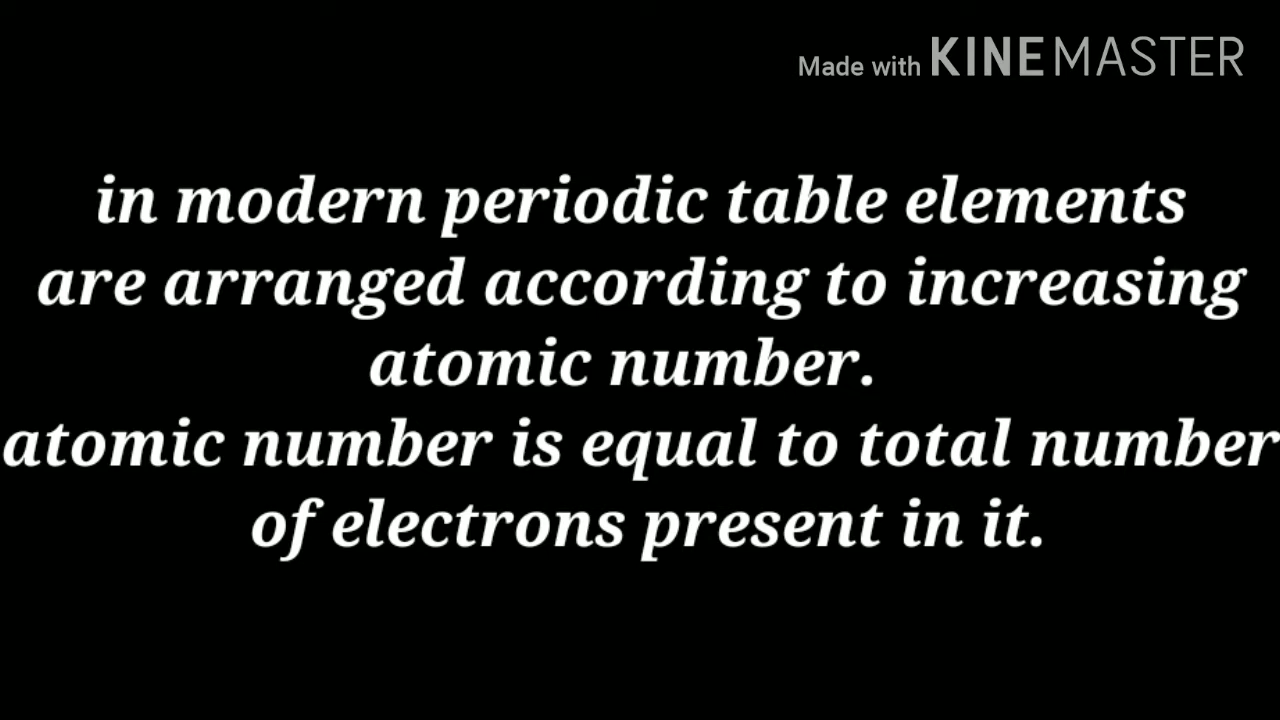 Made with KINEMASTER
in modern periodic table elements
are arranged according to increasing
atomic number.
atomic number is equal to total number
of electrons present in it.